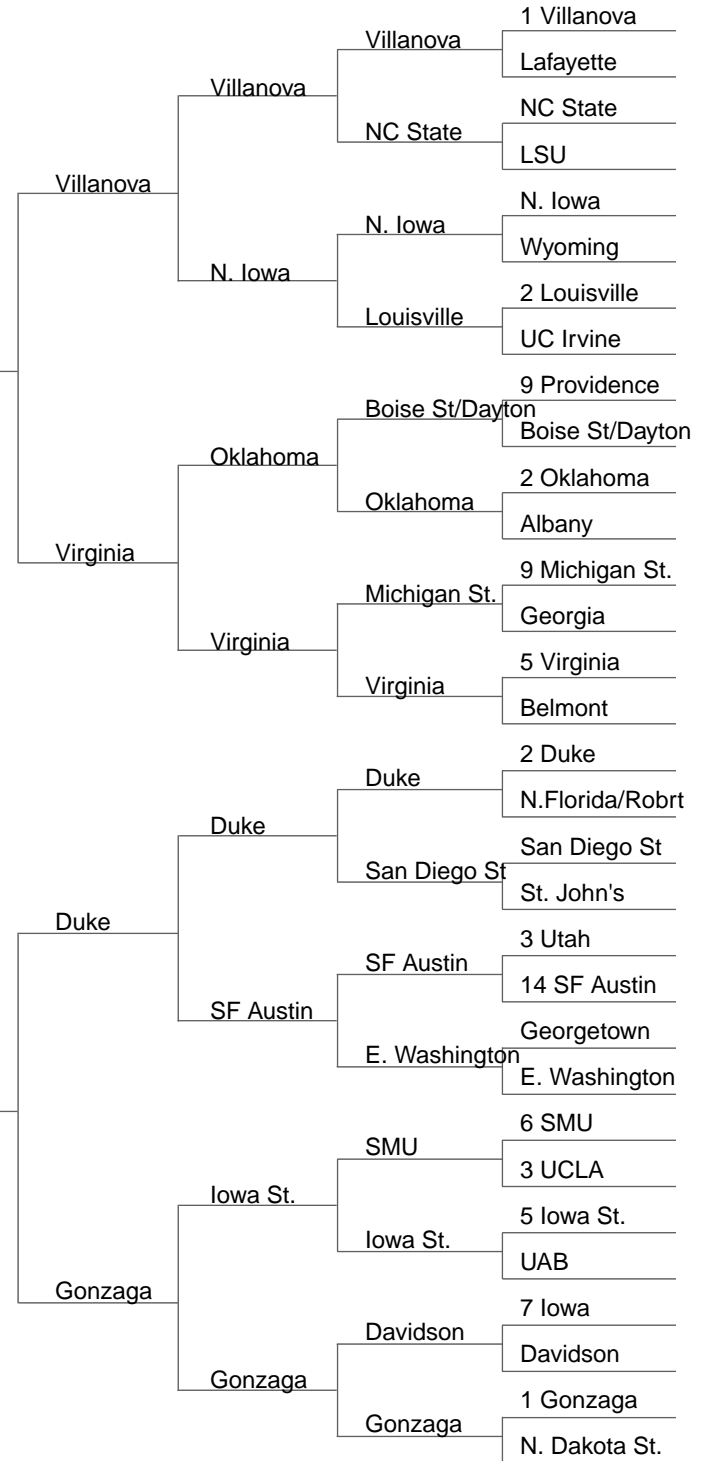 1 Villanova
Villanova
Lafayette
Villanova
NC State
NC State
LSU
Villanova
N. Iowa
N. Iowa
Wyoming
N. Iowa
2 Louisville
Louisville
UC Irvine
9 Providence
Boise St/Dayton
Boise St/Dayton
Oklahoma
2 Oklahoma
Oklahoma
Albany
Virginia
9 Michigan St.
Michigan St.
Georgia
Virginia
5 Virginia
Virginia
Belmont
2 Duke
Duke
N.Florida/Robrt
Duke
San Diego St
San Diego St
St. John's
Duke
3 Utah
SF Austin
14 SF Austin
SF Austin
Georgetown
E. Washington
E. Washington
6 SMU
SMU
3 UCLA
Iowa St.
5 Iowa St.
Iowa St.
UAB
Gonzaga
7 Iowa
Davidson
Davidson
Gonzaga
1 Gonzaga
Gonzaga
N. Dakota St.